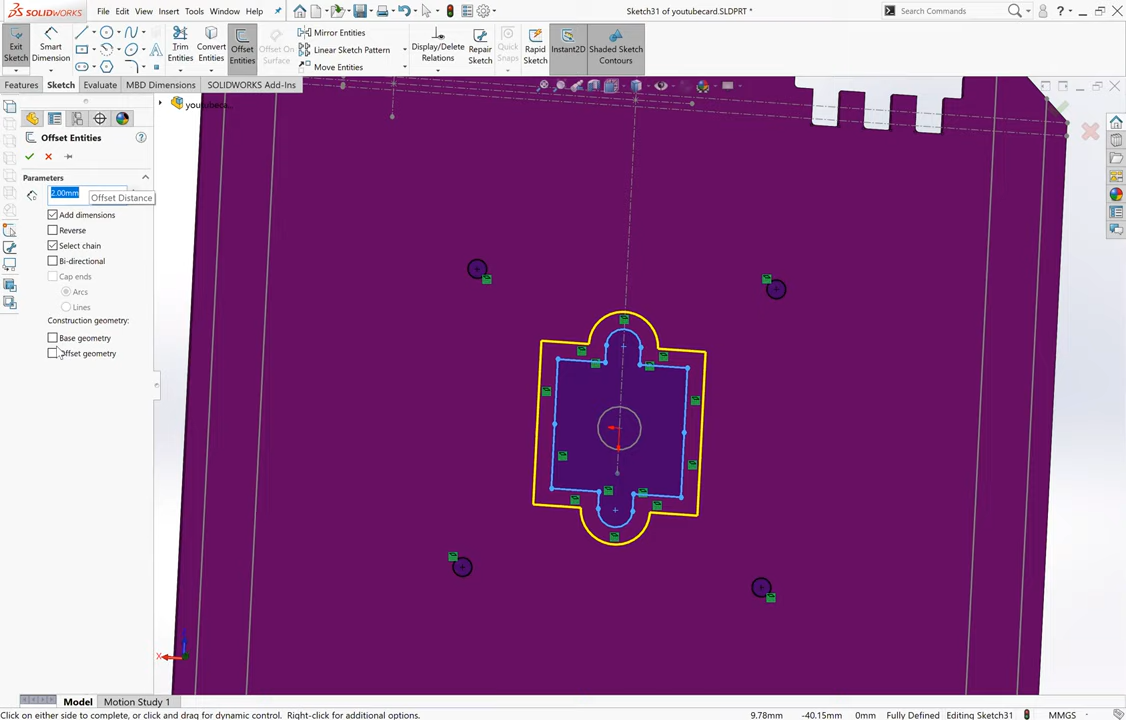 SOLIDWORKS File Edit View Insert Tools Window Sketch31 of youtubecard.SLDPRT * Search Commands
Exit Sketch Smart Dimension Trim Entities Convert Entities Offset Entities Offset On Surface Mirror Entities Linear Sketch Pattern Move Entities Display/Delete Relations Repair Sketch Quick Snaps Rapid Sketch Instant2D Shaded Sketch Contours
Features Sketch Evaluate MBD Dimensions SOLIDWORKS Add-Ins
youtubeca...
Offset Entities
Parameters
2.00mm
Offset Distance
Add dimensions
Reverse
Select chain
Bi-directional
Cap ends
Arcs
Lines
Construction geometry:
Base geometry
Offset geometry
X
Model Motion Study 1
Click on either side to complete, or click and drag for dynamic control. Right-click for additional options. 9.78mm -40.15mm 0mm Fully Defined Editing Sketch31 MMGS